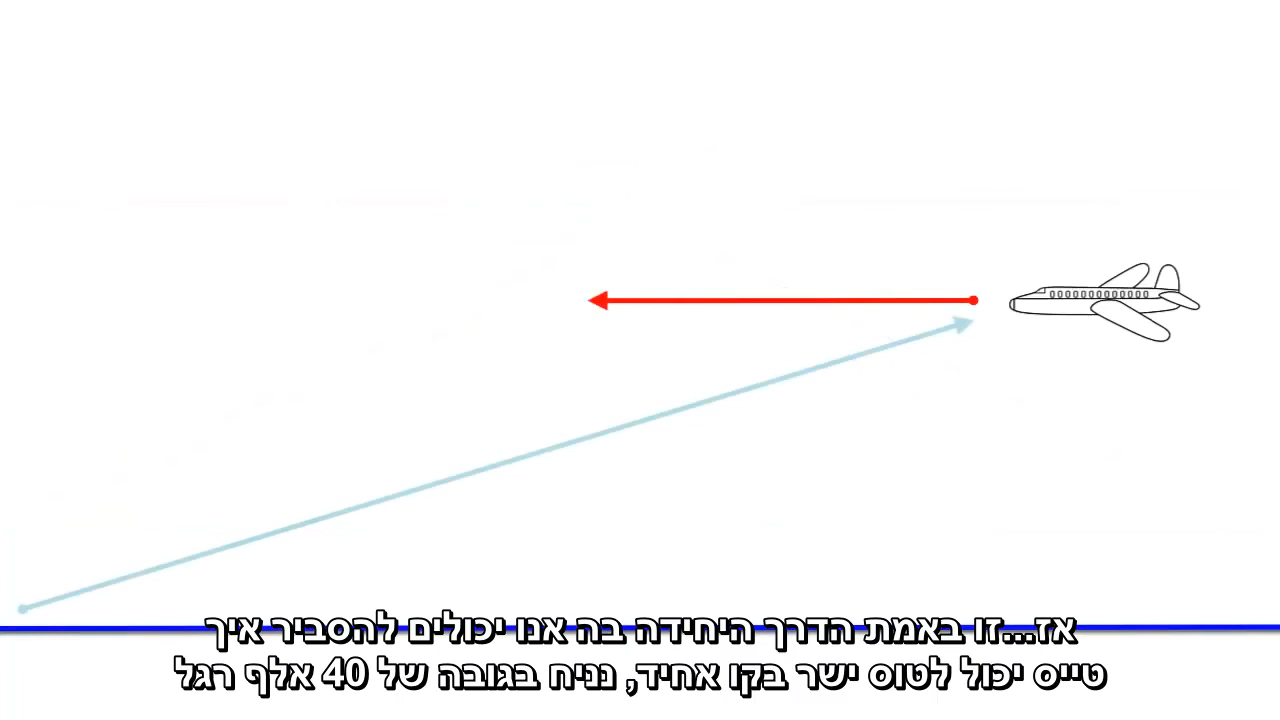 אז...זו באמת הדרך היחידה בה אנו יכולים להסביר איך
טייס יכול לטוס ישר בקו אחיד, נניח בגובה של 40 אלף רגל